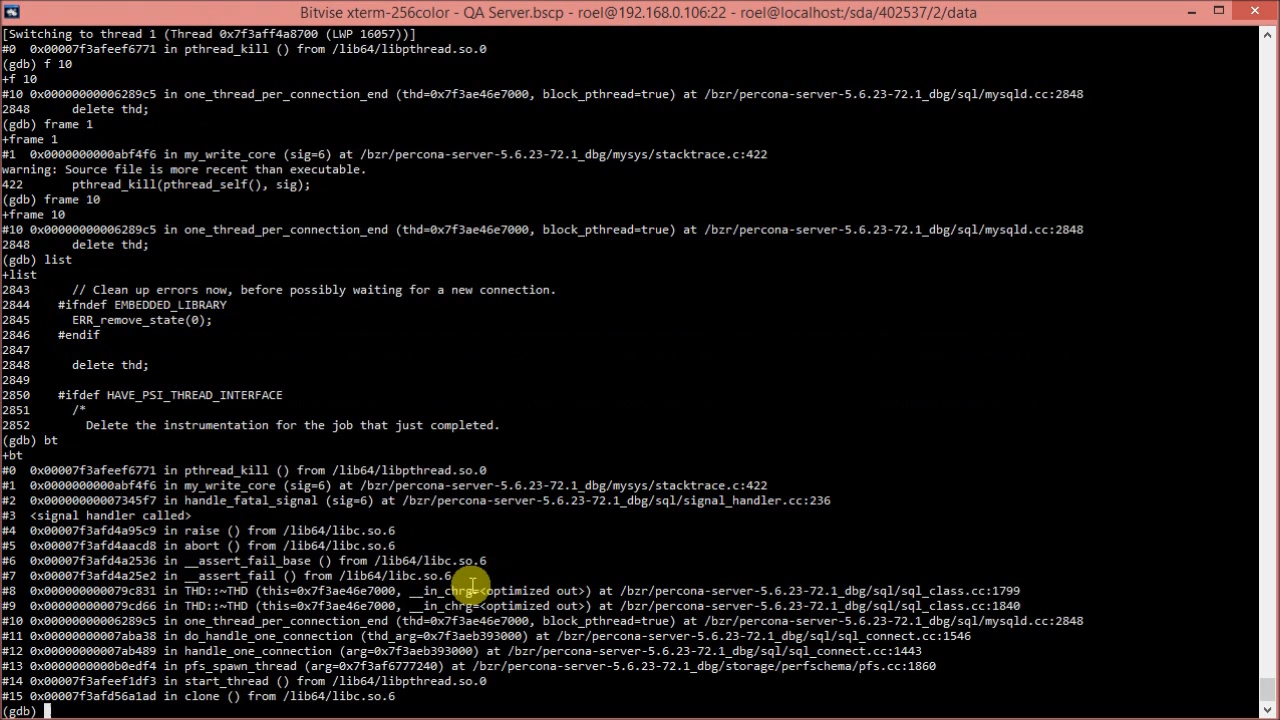 Bitvise xterm-256color - QA Server.bscp - roel@192.168.0.106:22 - roel@localhost:/sda/402537/2/data
[Switching to thread 1 (Thread 0x7f3aff4a8700 (LWP 16057))]
#0  0x00007f3afeef6771 in pthread_kill () from /lib64/libpthread.so.0
(gdb) f 10
+f 10
#10 0x00000000006289c5 in one_thread_per_connection_end (thd=0x7f3ae46e7000, block_pthread=true) at /bzr/percona-server-5.6.23-72.1_dbg/sql/mysqld.cc:2848
2848      delete thd;
(gdb) frame 1
+frame 1
#1  0x0000000000abf4f6 in my_write_core (sig=6) at /bzr/percona-server-5.6.23-72.1_dbg/mysys/stacktrace.c:422
warning: Source file is more recent than executable.
422       pthread_kill(pthread_self(), sig);
(gdb) frame 10
+frame 10
#10 0x00000000006289c5 in one_thread_per_connection_end (thd=0x7f3ae46e7000, block_pthread=true) at /bzr/percona-server-5.6.23-72.1_dbg/sql/mysqld.cc:2848
2848      delete thd;
(gdb) list
+list
2843      // Clean up errors now, before possibly waiting for a new connection.
2844    #ifndef EMBEDDED_LIBRARY
2845      ERR_remove_state(0);
2846    #endif
2847
2848      delete thd;
2849
2850    #ifdef HAVE_PSI_THREAD_INTERFACE
2851      /*
2852        Delete the instrumentation for the job that just completed.
(gdb) bt
+bt
#0  0x00007f3afeef6771 in pthread_kill () from /lib64/libpthread.so.0
#1  0x0000000000abf4f6 in my_write_core (sig=6) at /bzr/percona-server-5.6.23-72.1_dbg/mysys/stacktrace.c:422
#2  0x00000000007345f7 in handle_fatal_signal (sig=6) at /bzr/percona-server-5.6.23-72.1_dbg/sql/signal_handler.cc:236
#3  <signal handler called>
#4  0x00007f3afd4a95c9 in raise () from /lib64/libc.so.6
#5  0x00007f3afd4aacd8 in abort () from /lib64/libc.so.6
#6  0x00007f3afd4a2536 in __assert_fail_base () from /lib64/libc.so.6
#7  0x00007f3afd4a25e2 in __assert_fail () from /lib64/libc.so.6
#8  0x000000000079c831 in THD::~THD (this=0x7f3ae46e7000, __in_chrg=<optimized out>) at /bzr/percona-server-5.6.23-72.1_dbg/sql/sql_class.cc:1799
#9  0x000000000079cd66 in THD::~THD (this=0x7f3ae46e7000, __in_chrg=<optimized out>) at /bzr/percona-server-5.6.23-72.1_dbg/sql/sql_class.cc:1840
#10 0x00000000006289c5 in one_thread_per_connection_end (thd=0x7f3ae46e7000, block_pthread=true) at /bzr/percona-server-5.6.23-72.1_dbg/sql/mysqld.cc:2848
#11 0x00000000007aba38 in do_handle_one_connection (thd_arg=0x7f3aeb393000) at /bzr/percona-server-5.6.23-72.1_dbg/sql/sql_connect.cc:1546
#12 0x00000000007ab489 in handle_one_connection (arg=0x7f3aeb393000) at /bzr/percona-server-5.6.23-72.1_dbg/sql/sql_connect.cc:1443
#13 0x0000000000b0edf4 in pfs_spawn_thread (arg=0x7f3af6777240) at /bzr/percona-server-5.6.23-72.1_dbg/storage/perfschema/pfs.cc:1860
#14 0x00007f3afeef1df3 in start_thread () from /lib64/libpthread.so.0
#15 0x00007f3afd56a1ad in clone () from /lib64/libc.so.6
(gdb)